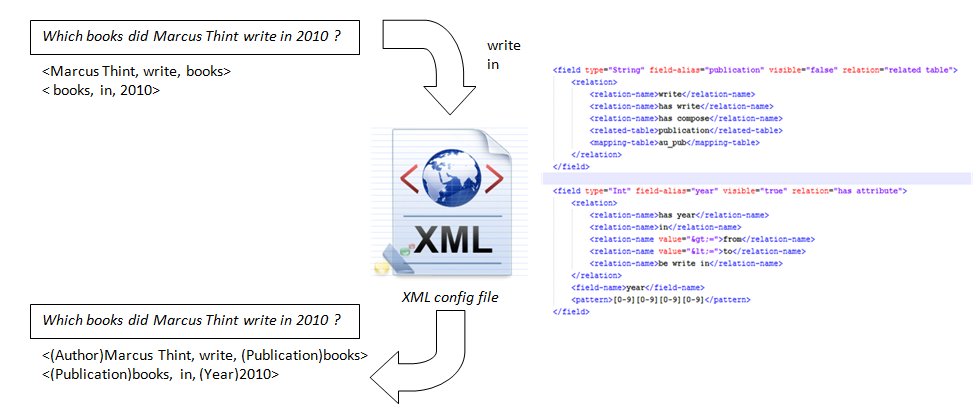 Which books did Marcus Thint write in 2010 ?
<Marcus Thint, write, books>
< books, in, 2010>
write
in
<field type="String" field-alias="publication" visible="false" relation="related table">
<relation>
<relation-name>write</relation-name>
<relation-name>has write</relation-name>
<relation-name>has compose</relation-name>
<related-table>publication</related-table>
<mapping-table>au_pub</mapping-table>
</relation>
</field>
<field type="Int" field-alias="year" visible="true" relation="has attribute">
<relation>
<relation-name>has year</relation-name>
<relation-name>in</relation-name>
<relation-name value="&gt;=">from</relation-name>
<relation-name value="&lt;=">to</relation-name>
<relation-name>be write in</relation-name>
</relation>
<field-name>year</field-name>
<pattern>[0-9][0-9][0-9][0-9]</pattern>
</field>
< >
XML
XML config file
Which books did Marcus Thint write in 2010 ?
<(Author)Marcus Thint, write, (Publication)books>
<(Publication)books, in, (Year)2010>